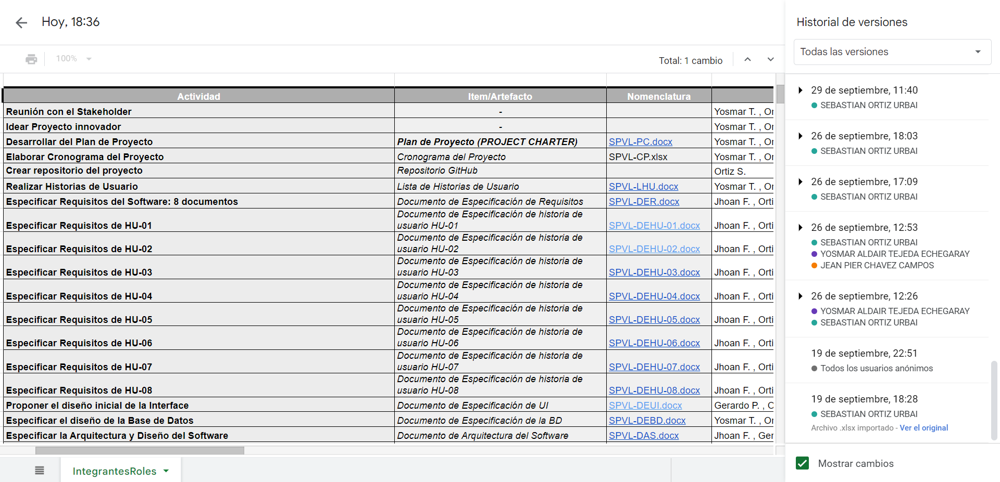 Hoy, 18:36
100%
Total: 1 cambio
Actividad Item/Artefacto Nomenclatura
Reunión con el Stakeholder - Yosmar T. , Or
Idear Proyecto innovador - Yosmar T. , Or
Desarrollar del Plan de Proyecto Plan de Proyecto (PROJECT CHARTER) SPVL-PC.docx Yosmar T. , Or
Elaborar Cronograma del Proyecto Cronograma del Proyecto SPVL-CP.xlsx Yosmar T. , Or
Crear repositorio del proyecto Repositorio GitHub Ortiz S.
Realizar Historias de Usuario Lista de Historias de Usuario SPVL-LHU.docx Yosmar T. , Or
Especificar Requisitos del Software: 8 documentos Documento de Especificación de Requisitos SPVL-DER.docx Jhoan F. , Orti
Documento de Especificación de historia de
Especificar Requisitos de HU-01 usuario HU-01 SPVL-DEHU-01.docx Jhoan F. , Orti
Documento de Especificación de historia de
Especificar Requisitos de HU-02 usuario HU-02 SPVL-DEHU-02.docx Jhoan F. , Orti
Documento de Especificación de historia de
Especificar Requisitos de HU-03 usuario HU-03 SPVL-DEHU-03.docx Jhoan F. , Orti
Documento de Especificación de historia de
Especificar Requisitos de HU-04 usuario HU-04 SPVL-DEHU-04.docx Jhoan F. , Orti
Documento de Especificación de historia de
Especificar Requisitos de HU-05 usuario HU-05 SPVL-DEHU-05.docx Jhoan F. , Orti
Documento de Especificación de historia de
Especificar Requisitos de HU-06 usuario HU-06 SPVL-DEHU-06.docx Jhoan F. , Orti
Documento de Especificación de historia de
Especificar Requisitos de HU-07 usuario HU-07 SPVL-DEHU-07.docx Jhoan F. , Orti
Documento de Especificación de historia de
Especificar Requisitos de HU-08 usuario HU-08 SPVL-DEHU-08.docx Jhoan F. , Orti
Proponer el diseño inicial de la Interface Documento de Especificación de UI SPVL-DEUI.docx Gerardo P. , O
Especificar el diseño de la Base de Datos Documento de Especificación de la BD SPVL-DEBD.docx Yosmar T. , Or
Especificar la Arquitectura y Diseño del Software Documento de Arquitectura del Software SPVL-DAS.docx Jhoan F. , Ger
IntegrantesRoles
Historial de versiones
Todas las versiones
29 de septiembre, 11:40
SEBASTIAN ORTIZ URBAI
26 de septiembre, 18:03
SEBASTIAN ORTIZ URBAI
26 de septiembre, 17:09
SEBASTIAN ORTIZ URBAI
26 de septiembre, 12:53
SEBASTIAN ORTIZ URBAI
YOSMAR ALDAIR TEJEDA ECHEGARAY
JEAN PIER CHAVEZ CAMPOS
26 de septiembre, 12:26
YOSMAR ALDAIR TEJEDA ECHEGARAY
SEBASTIAN ORTIZ URBAI
19 de septiembre, 22:51
Todos los usuarios anónimos
19 de septiembre, 18:28
SEBASTIAN ORTIZ URBAI
Archivo .xlsx importado - Ver el original
Mostrar cambios